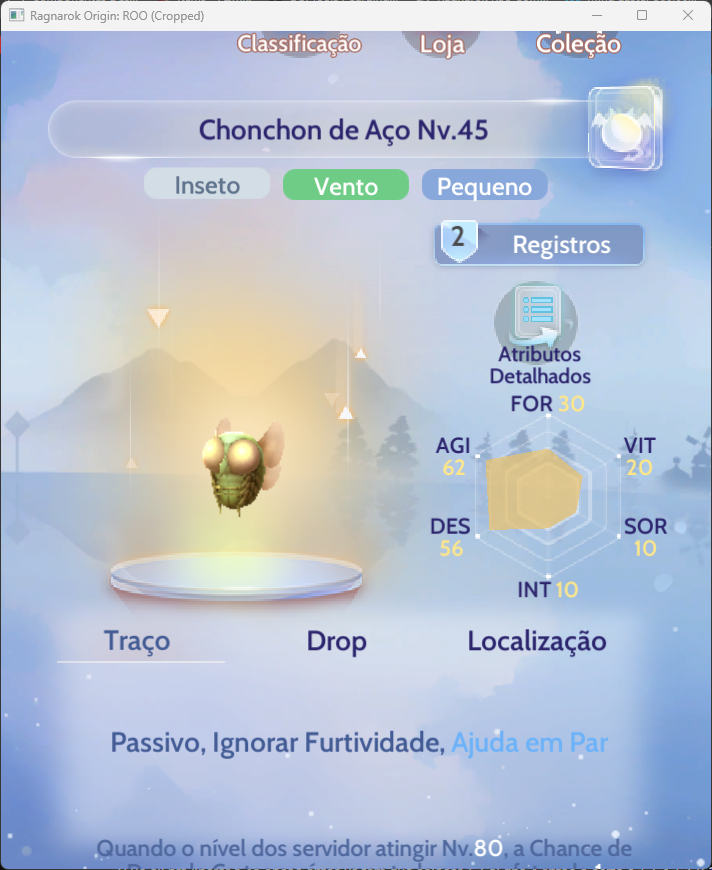 Ragnarok Origin: ROO (Cropped)
Classificação Loja Coleção
Chonchon de Aço Nv.45
Inseto Vento Pequeno
2 Registros
Atributos
Detalhados
FOR 30
AGI 62
VIT 20
DES 56
SOR 10
INT 10
Traço Drop Localização
Passivo, Ignorar Furtividade, Ajuda em Par
Quando o nível dos servidor atingir Nv.80, a Chance de